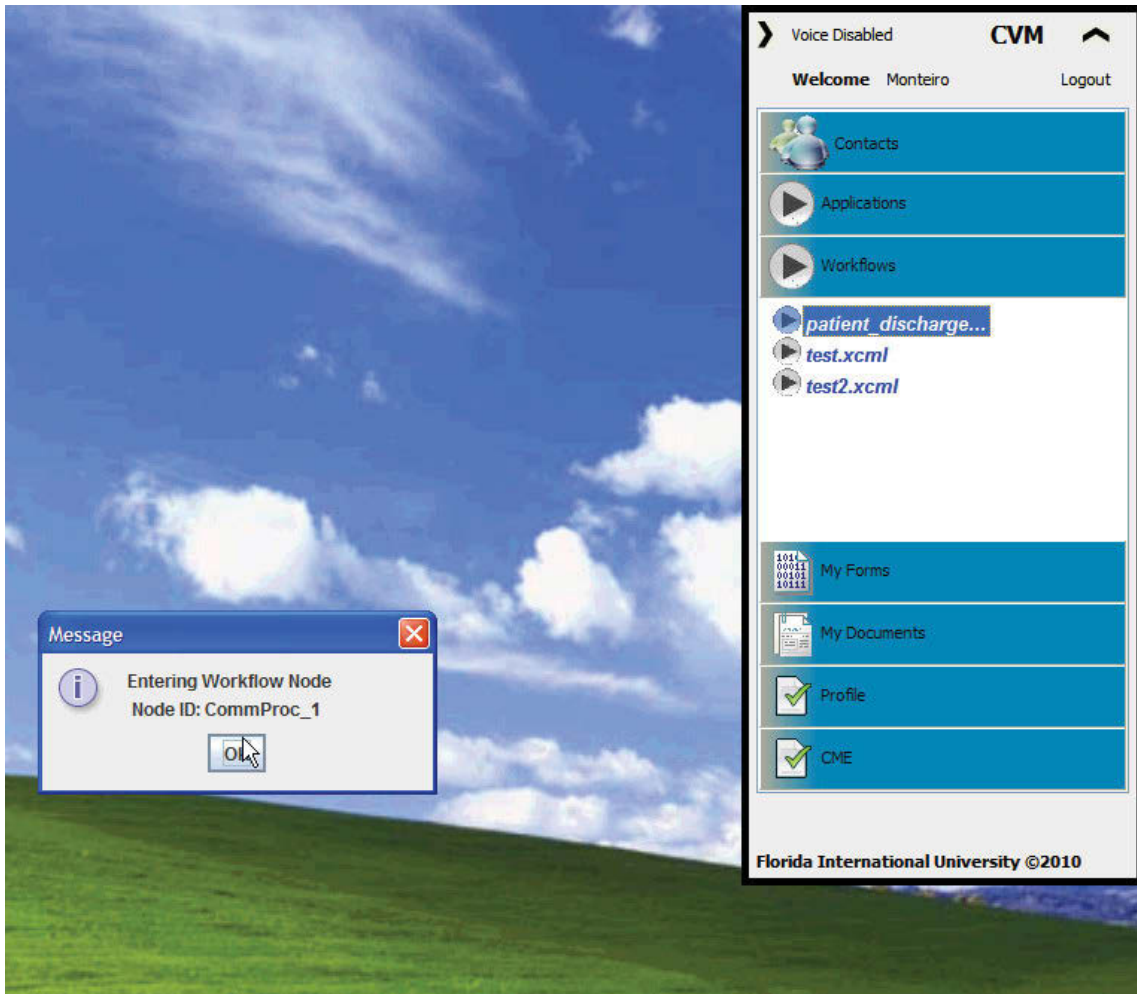 Voice Disabled CVM
Welcome Monteiro Logout
Contacts
Applications
Workflows
patient_discharge...
test.xcml
test2.xcml
My Forms
My Documents
Profile
CME
Florida International University ©2010
Message
Entering Workflow Node
Node ID: CommProc_1